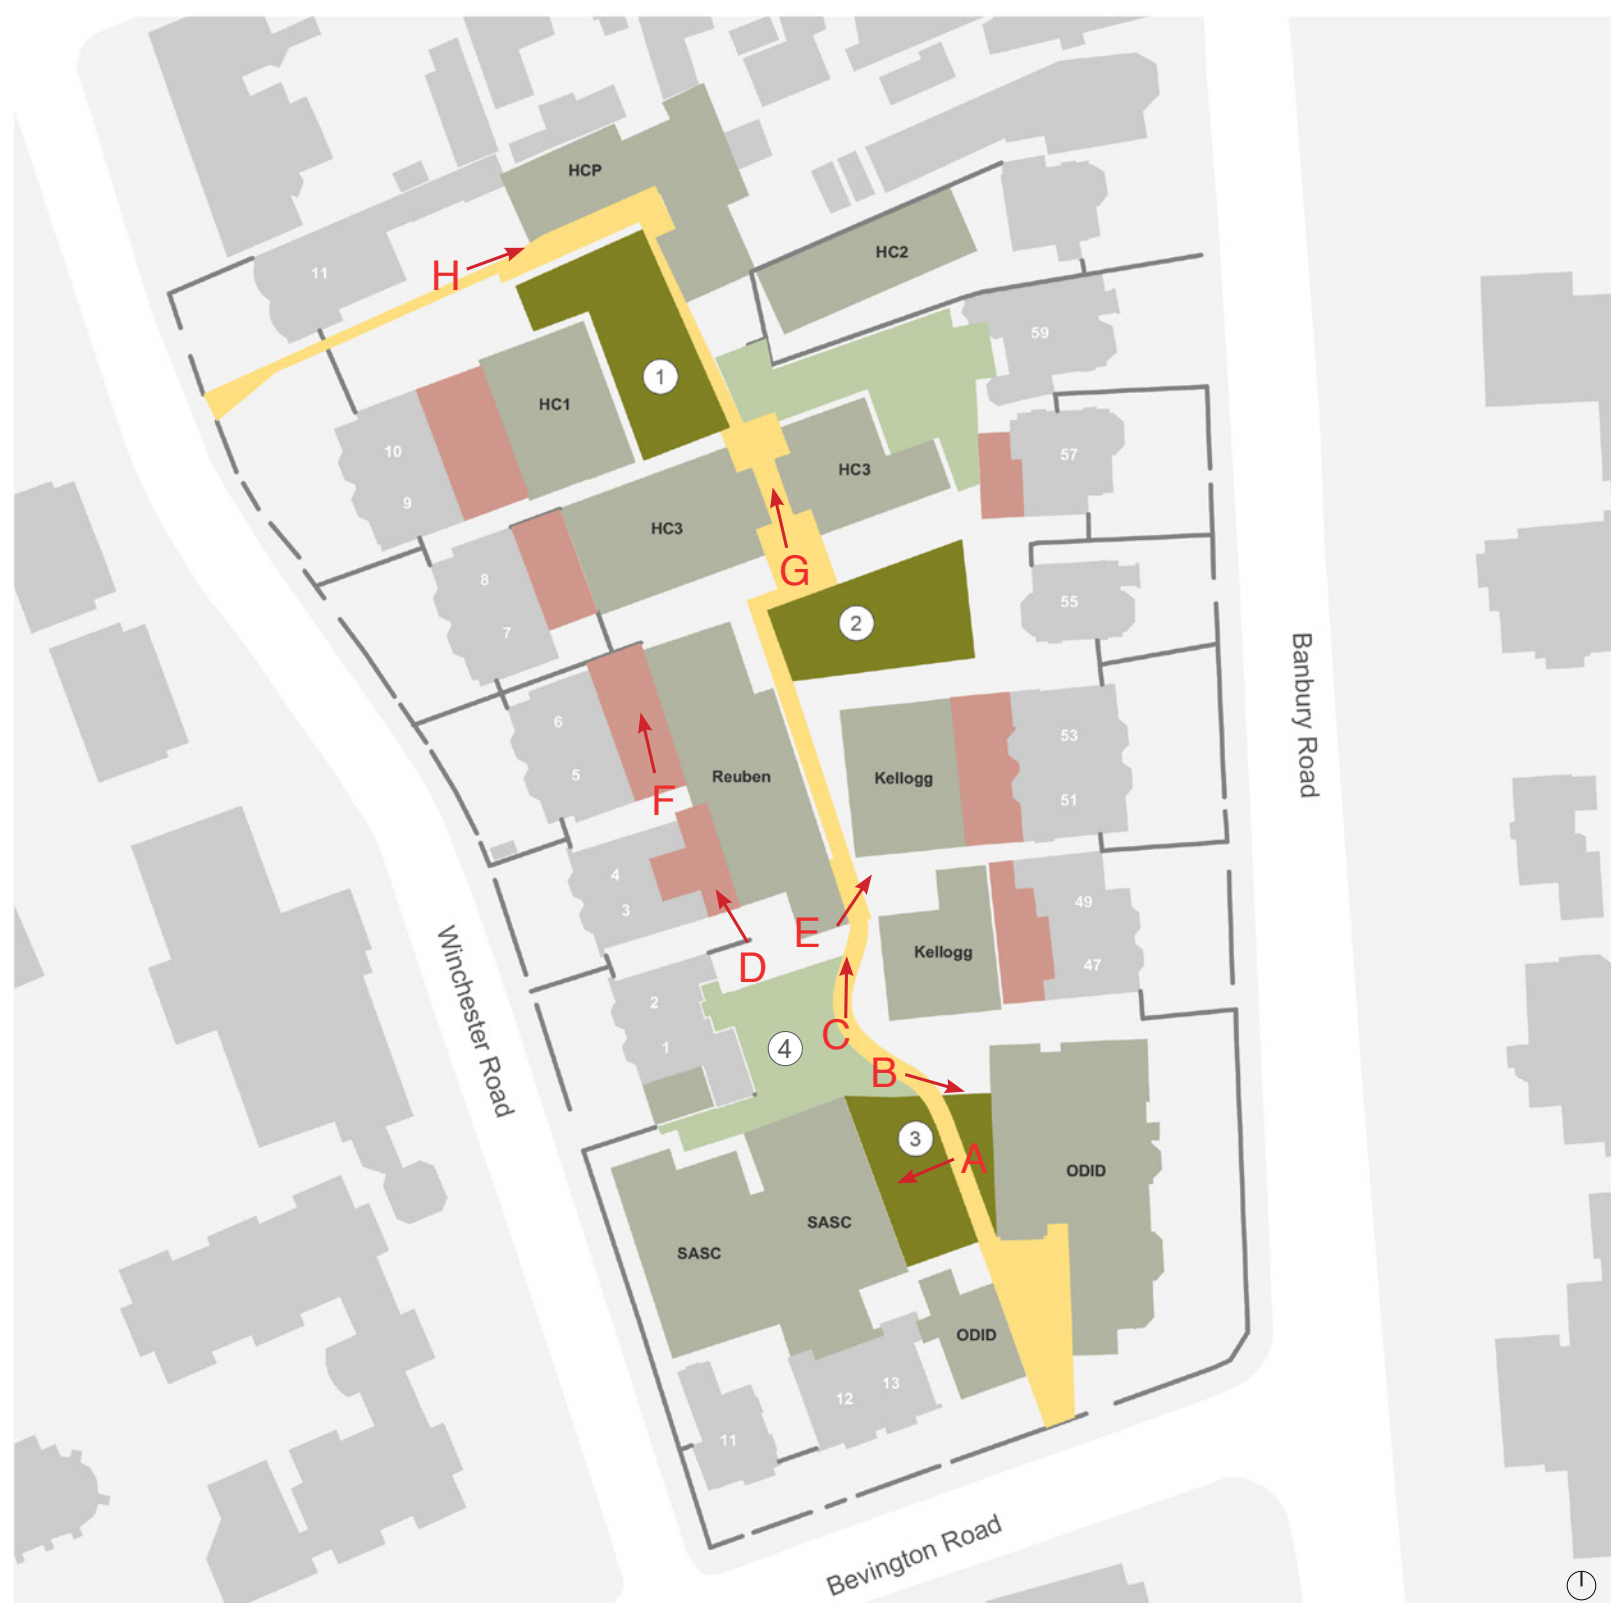 HCP
HC2
11
H
59
1
HC1
10
57
HC3
9
HC3
G
8
55
2
7
Banbury Road
6
53
5
Reuben
Kellogg
F
51
4
49
3
E
Kellogg
D
47
Winchester Road
2
C
1
4
B
3
A
ODID
SASC
SASC
ODID
13
12
11
Bevington Road